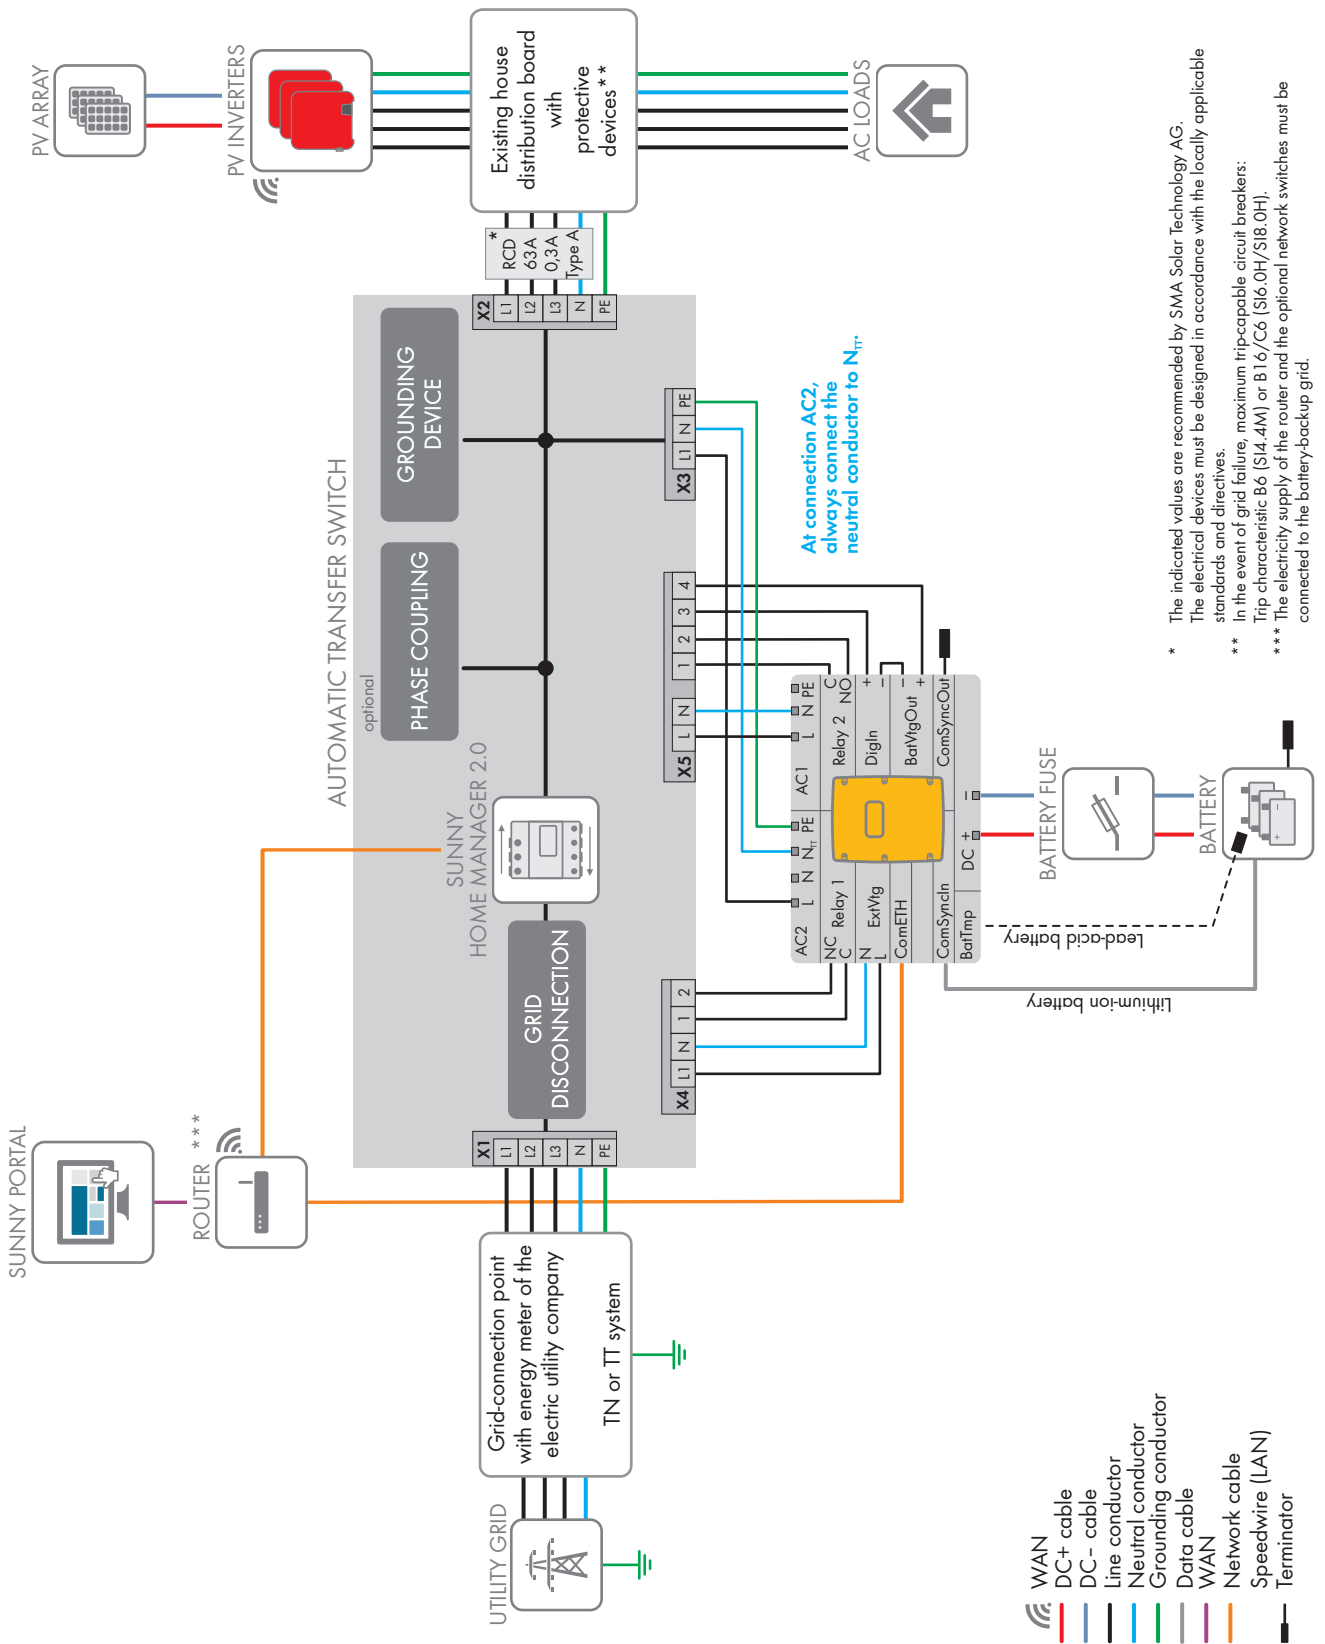 SUNNY PORTAL
ROUTER ***
UTILITY GRID
Grid-connection point
with energy meter of the
electric utility company
TN or TT system
AUTOMATIC TRANSFER SWITCH
X1
L1
L2
L3
N
PE
GRID
DISCONNECTION
SUNNY
HOME MANAGER 2.0
optional
PHASE COUPLING
GROUNDING
DEVICE
X2
L1
L2
L3
N
PE
RCD *
63A
0,3A
Type A
Existing house
distribution board
with
protective
devices**
PV ARRAY
PV INVERTERS
AC LOADS
X4
L1
N
1
2
X5
L
N
1
2
3
4
X3
L1
N
PE
At connection AC2,
always connect the
neutral conductor to NTT.
AC2
L
N
NTT
PE
AC1
L
N
PE
NC
C
Relay 1
Relay 2
C
NO
N
L
ExtVtg
DigIn
+
–
ComETH
BatVtgOut
–
+
ComSyncIn
ComSyncOut
BatTmp
DC
+
–
Lead-acid battery
Lithium-ion battery
BATTERY FUSE
BATTERY
WAN
DC+ cable
DC– cable
Line conductor
Neutral conductor
Grounding conductor
Data cable
WAN
Network cable
Speedwire (LAN)
Terminator
* The indicated values are recommended by SMA Solar Technology AG.
The electrical devices must be designed in accordance with the locally applicable
standards and directives.
** In the event of grid failure, maximum trip-capable circuit breakers:
Trip characteristic B6 (SI4.4M) or B16/C6 (SI6.0H/SI8.0H).
*** The electricity supply of the router and the optional network switches must be
connected to the battery-backup grid.